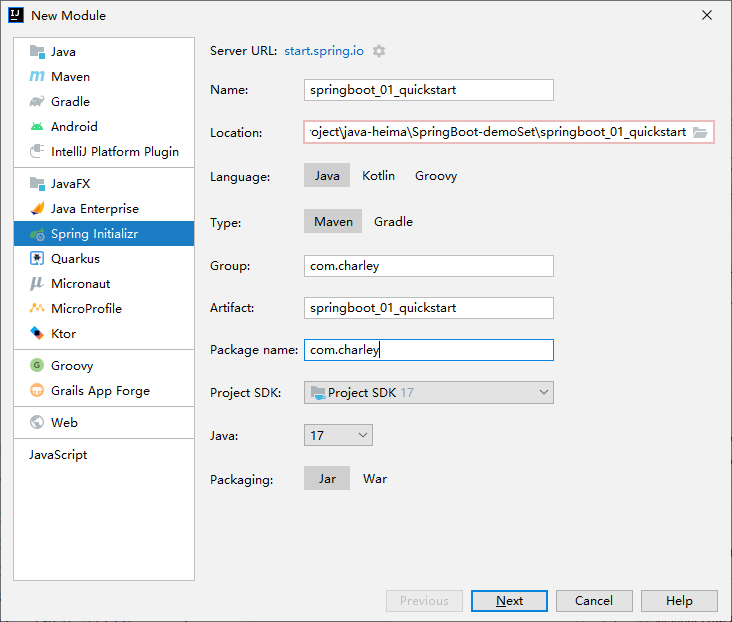 New Module
Java
Maven
Gradle
Android
IntelliJ Platform Plugin
JavaFX
Java Enterprise
Spring Initializr
Quarkus
Micronaut
MicroProfile
Ktor
Groovy
Grails App Forge
Web
JavaScript
Server URL: start.spring.io
Name: springboot_01_quickstart
Location: oject\java-heima\SpringBoot-demoSet\springboot_01_quickstart
Language: Java Kotlin Groovy
Type: Maven Gradle
Group: com.charley
Artifact: springboot_01_quickstart
Package name: com.charley
Project SDK: Project SDK 17
Java: 17
Packaging: Jar War
Previous Next Cancel Help